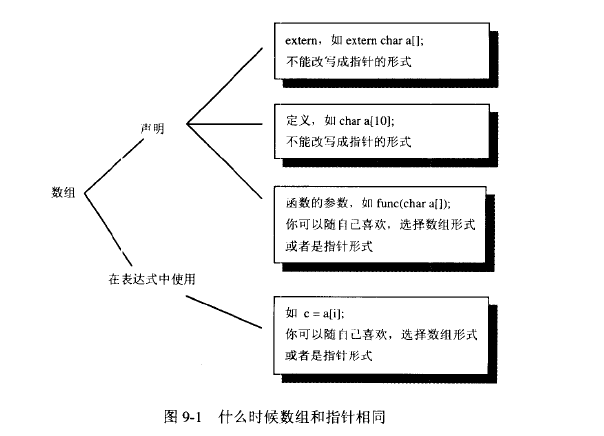 extern，如 extern char a[];
不能改写成指针的形式
声明
定义，如 char a[10];
不能改写成指针的形式
数组
函数的参数，如 func(char a[]);
你可以随自己喜欢，选择数组形式
或者是指针形式
在表达式中使用
如 c = a[i];
你可以随自己喜欢，选择数组形式
或者是指针形式
图 9-1 什么时候数组和指针相同